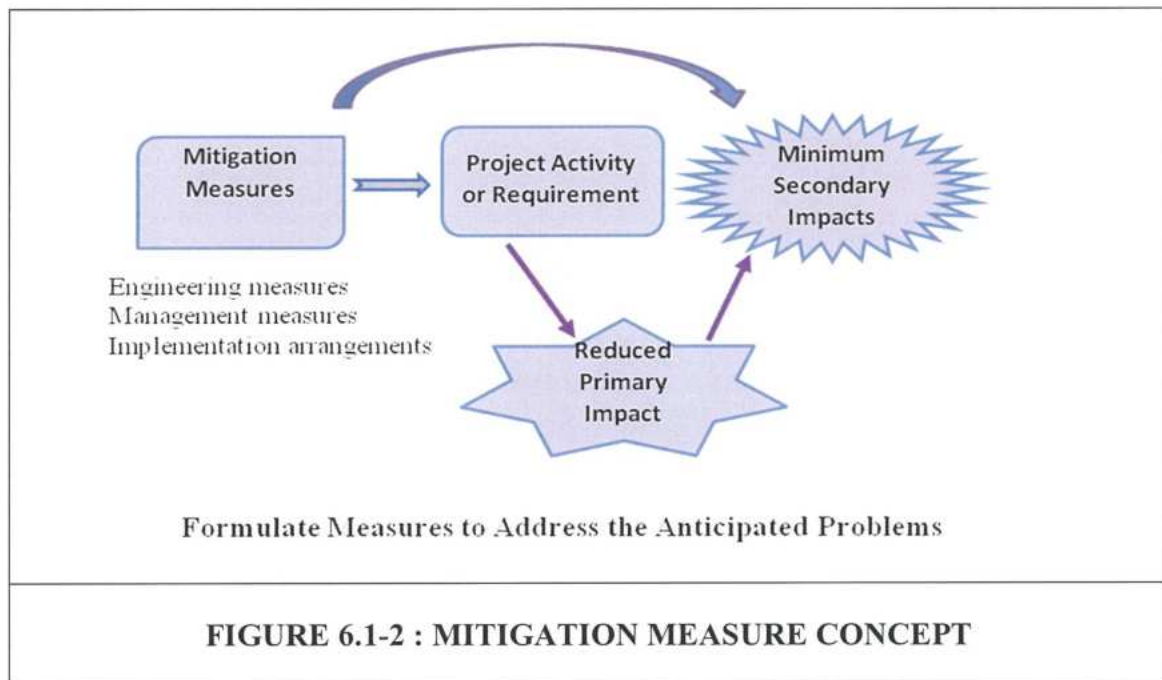 Mitigation
Measures
Project Activity
or Requirement
Minimum
Secondary
Impacts
Engineering measures
Management measures
Implementation arrangements
Reduced
Primary
Impact
Formulate Measures to Address the Anticipated Problems
FIGURE 6.1-2 : MITIGATION MEASURE CONCEPT